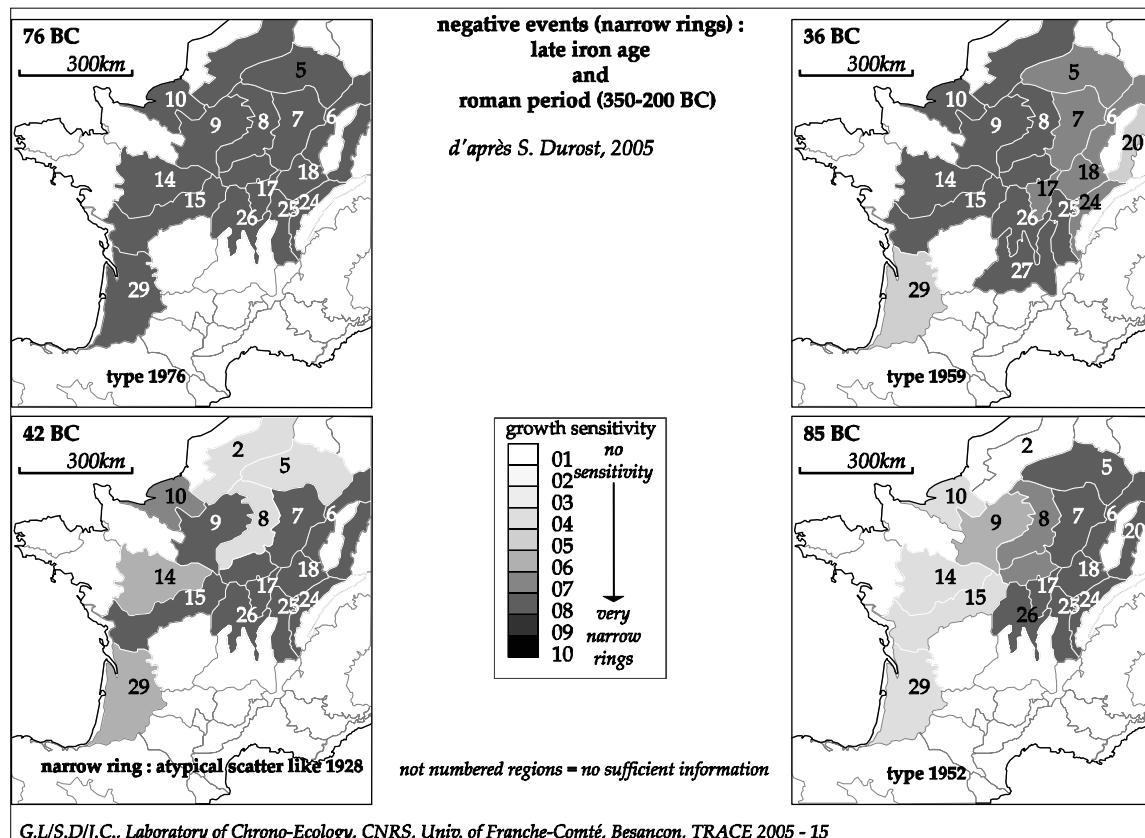 negative events (narrow rings) :
late iron age
and
roman period (350-200 BC)
d'après S. Durost, 2005
76 BC
300km
5
10
9
8
7
6
14
15
17
18
26
25
24
29
type 1976
36 BC
300km
5
10
9
8
7
6
20
14
15
17
18
26
25
24
27
29
type 1959
42 BC
300km
2
5
10
9
8
7
6
14
15
17
18
26
25
24
29
narrow ring : atypical scatter like 1928
growth sensitivity
01
02
03
04
05
06
07
08
09
10
no
sensitivity
very
narrow
rings
not numbered regions = no sufficient information
85 BC
300km
2
5
10
9
8
7
6
20
14
15
17
18
26
25
24
29
type 1952
G.L/S.D/J.C., Laboratory of Chrono-Ecology, CNRS, Univ. of Franche-Comté, Besançon, TRACE 2005 - 15